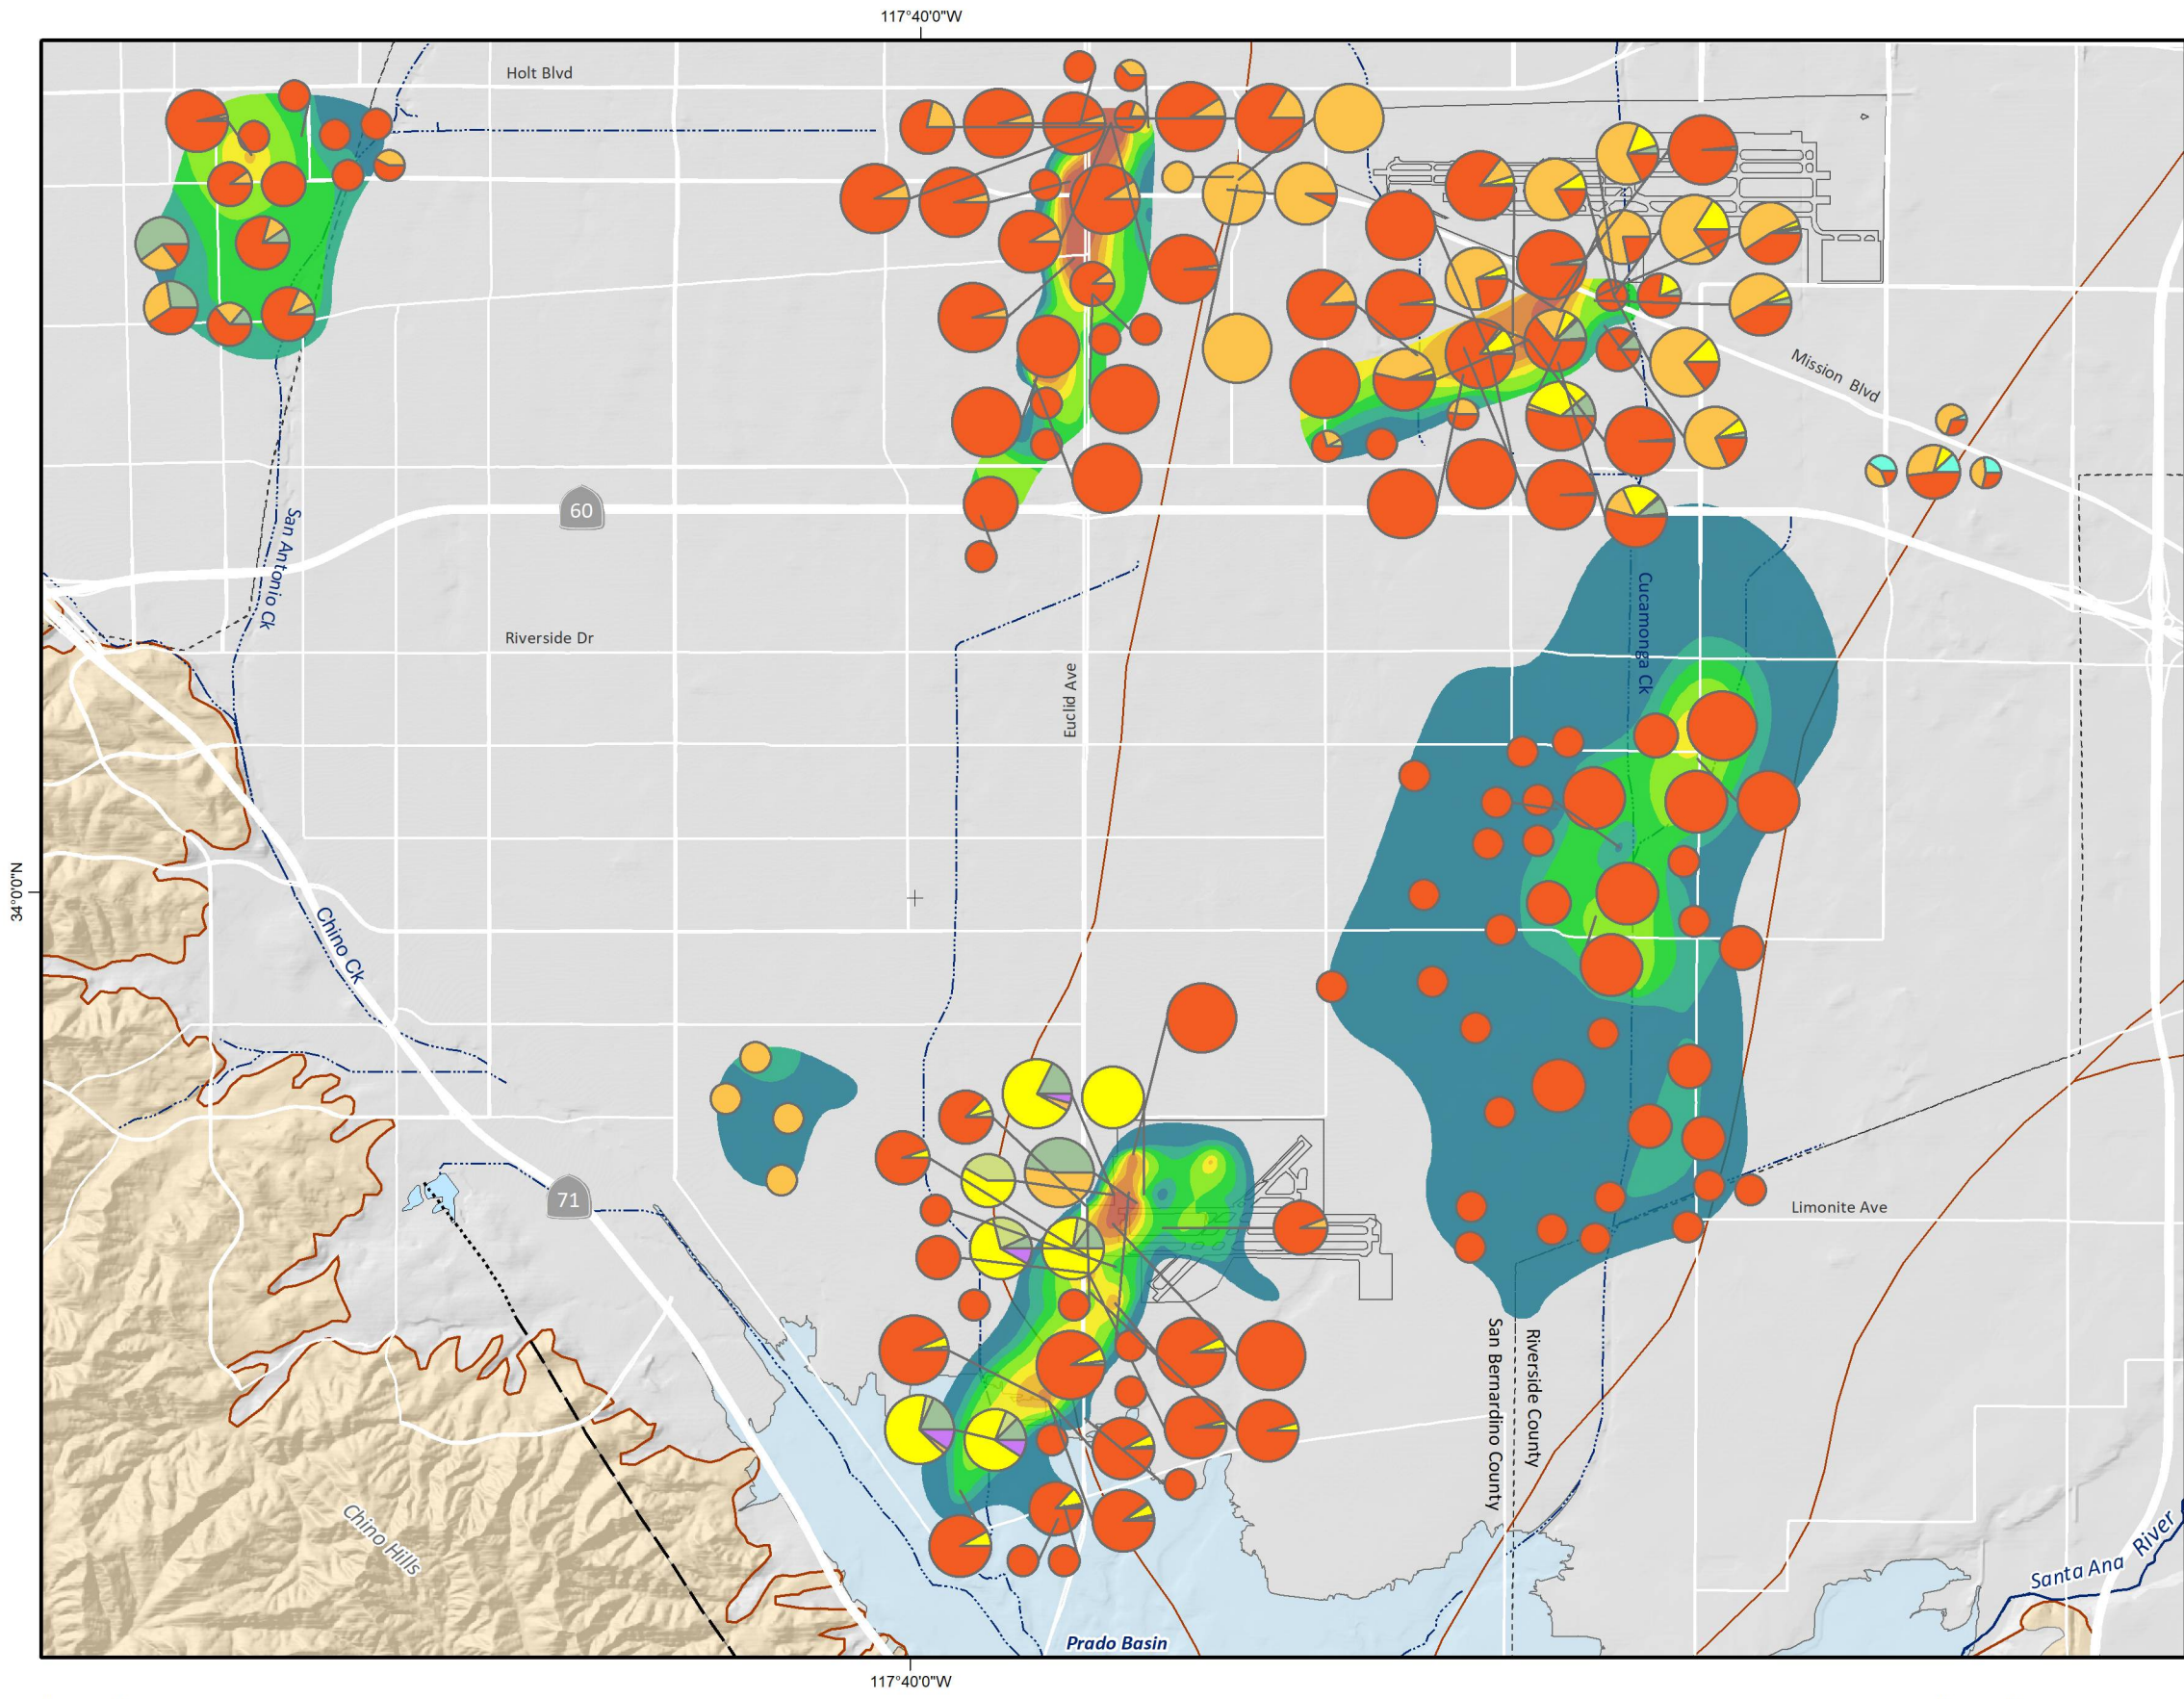 117°40'0"W
Holt Blvd
Mission Blvd
60
San Antonio Ck
Cucamonga Ck
Riverside Dr
Euclid Ave
34°0'0"N
Chino Ck
71
Limonite Ave
San Bernardino County
Riverside County
Chino Hills
Santa Ana River
Prado Basin
117°40'0"W